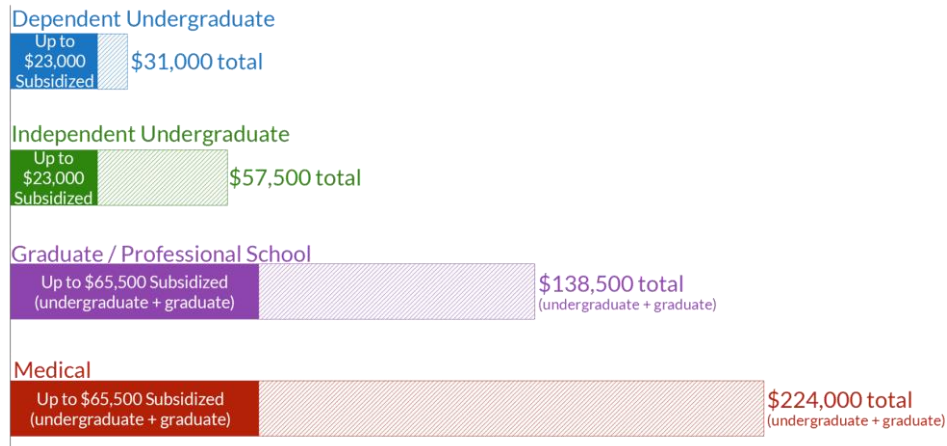 Dependent Undergraduate
Up to
$23,000
Subsidized
$31,000 total
Independent Undergraduate
Up to
$23,000
Subsidized
$57,500 total
Graduate / Professional School
Up to $65,500 Subsidized
(undergraduate + graduate)
$138,500 total
(undergraduate + graduate)
Medical
Up to $65,500 Subsidized
(undergraduate + graduate)
$224,000 total
(undergraduate + graduate)